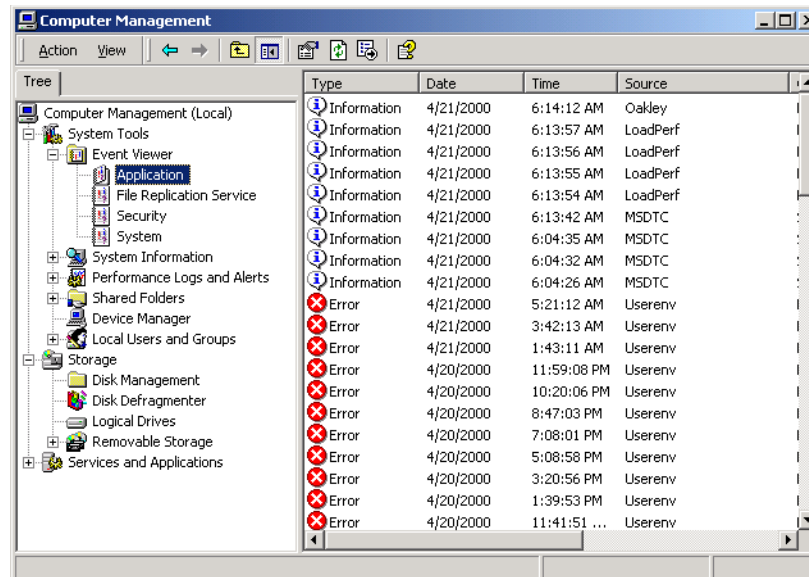 Computer Management
Action View
Tree
Computer Management (Local)
System Tools
Event Viewer
Application
File Replication Service
Security
System
System Information
Performance Logs and Alerts
Shared Folders
Device Manager
Local Users and Groups
Storage
Disk Management
Disk Defragmenter
Logical Drives
Removable Storage
Services and Applications
Type Date Time Source
Information 4/21/2000 6:14:12 AM Oakley
Information 4/21/2000 6:13:57 AM LoadPerf
Information 4/21/2000 6:13:56 AM LoadPerf
Information 4/21/2000 6:13:55 AM LoadPerf
Information 4/21/2000 6:13:54 AM LoadPerf
Information 4/21/2000 6:13:42 AM MSDTC
Information 4/21/2000 6:04:35 AM MSDTC
Information 4/21/2000 6:04:32 AM MSDTC
Information 4/21/2000 6:04:26 AM MSDTC
Error 4/21/2000 5:21:12 AM Userenv
Error 4/21/2000 3:42:13 AM Userenv
Error 4/21/2000 1:43:11 AM Userenv
Error 4/20/2000 11:59:08 PM Userenv
Error 4/20/2000 10:20:06 PM Userenv
Error 4/20/2000 8:47:03 PM Userenv
Error 4/20/2000 7:08:01 PM Userenv
Error 4/20/2000 5:08:58 PM Userenv
Error 4/20/2000 3:20:56 PM Userenv
Error 4/20/2000 1:39:53 PM Userenv
Error 4/20/2000 11:41:51 ... Userenv